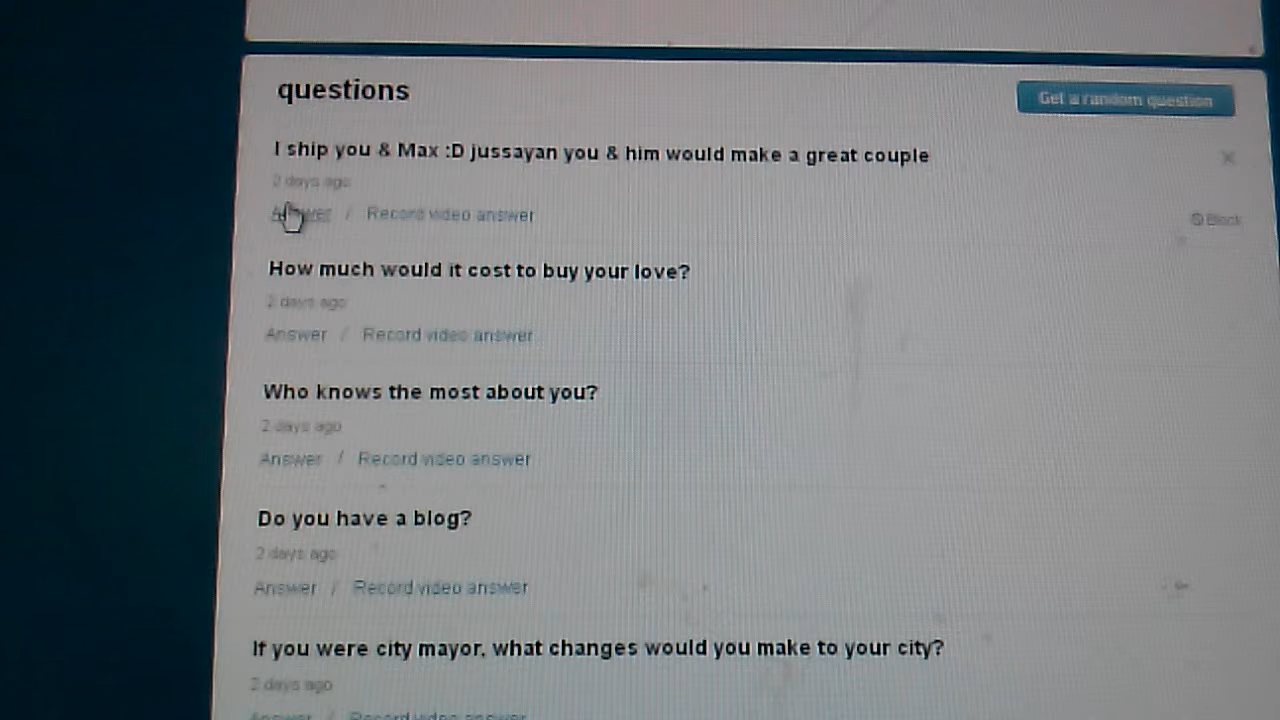 questions
Get a random question
I ship you & Max :D jussayan you & him would make a great couple
2 days ago
Answer / Record video answer
Block
How much would it cost to buy your love?
2 days ago
Answer / Record video answer
Who knows the most about you?
2 days ago
Answer / Record video answer
Do you have a blog?
2 days ago
Answer / Record video answer
If you were city mayor, what changes would you make to your city?
2 days ago
Answer / Record video answer